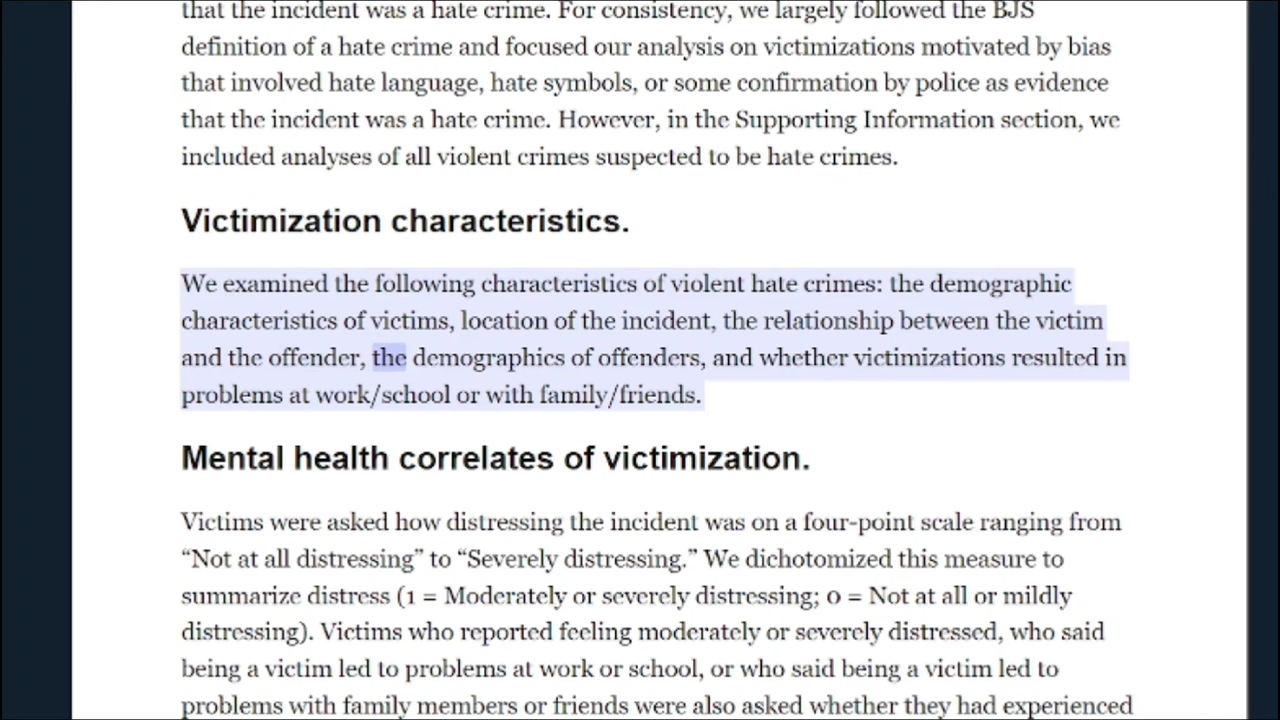 that the incident was a hate crime. For consistency, we largely followed the BJS
definition of a hate crime and focused our analysis on victimizations motivated by bias
that involved hate language, hate symbols, or some confirmation by police as evidence
that the incident was a hate crime. However, in the Supporting Information section, we
included analyses of all violent crimes suspected to be hate crimes.
Victimization characteristics.
We examined the following characteristics of violent hate crimes: the demographic
characteristics of victims, location of the incident, the relationship between the victim
and the offender, the demographics of offenders, and whether victimizations resulted in
problems at work/school or with family/friends.
Mental health correlates of victimization.
Victims were asked how distressing the incident was on a four-point scale ranging from
“Not at all distressing” to “Severely distressing.” We dichotomized this measure to
summarize distress (1 = Moderately or severely distressing; 0 = Not at all or mildly
distressing). Victims who reported feeling moderately or severely distressed, who said
being a victim led to problems at work or school, or who said being a victim led to
problems with family members or friends were also asked whether they had experienced